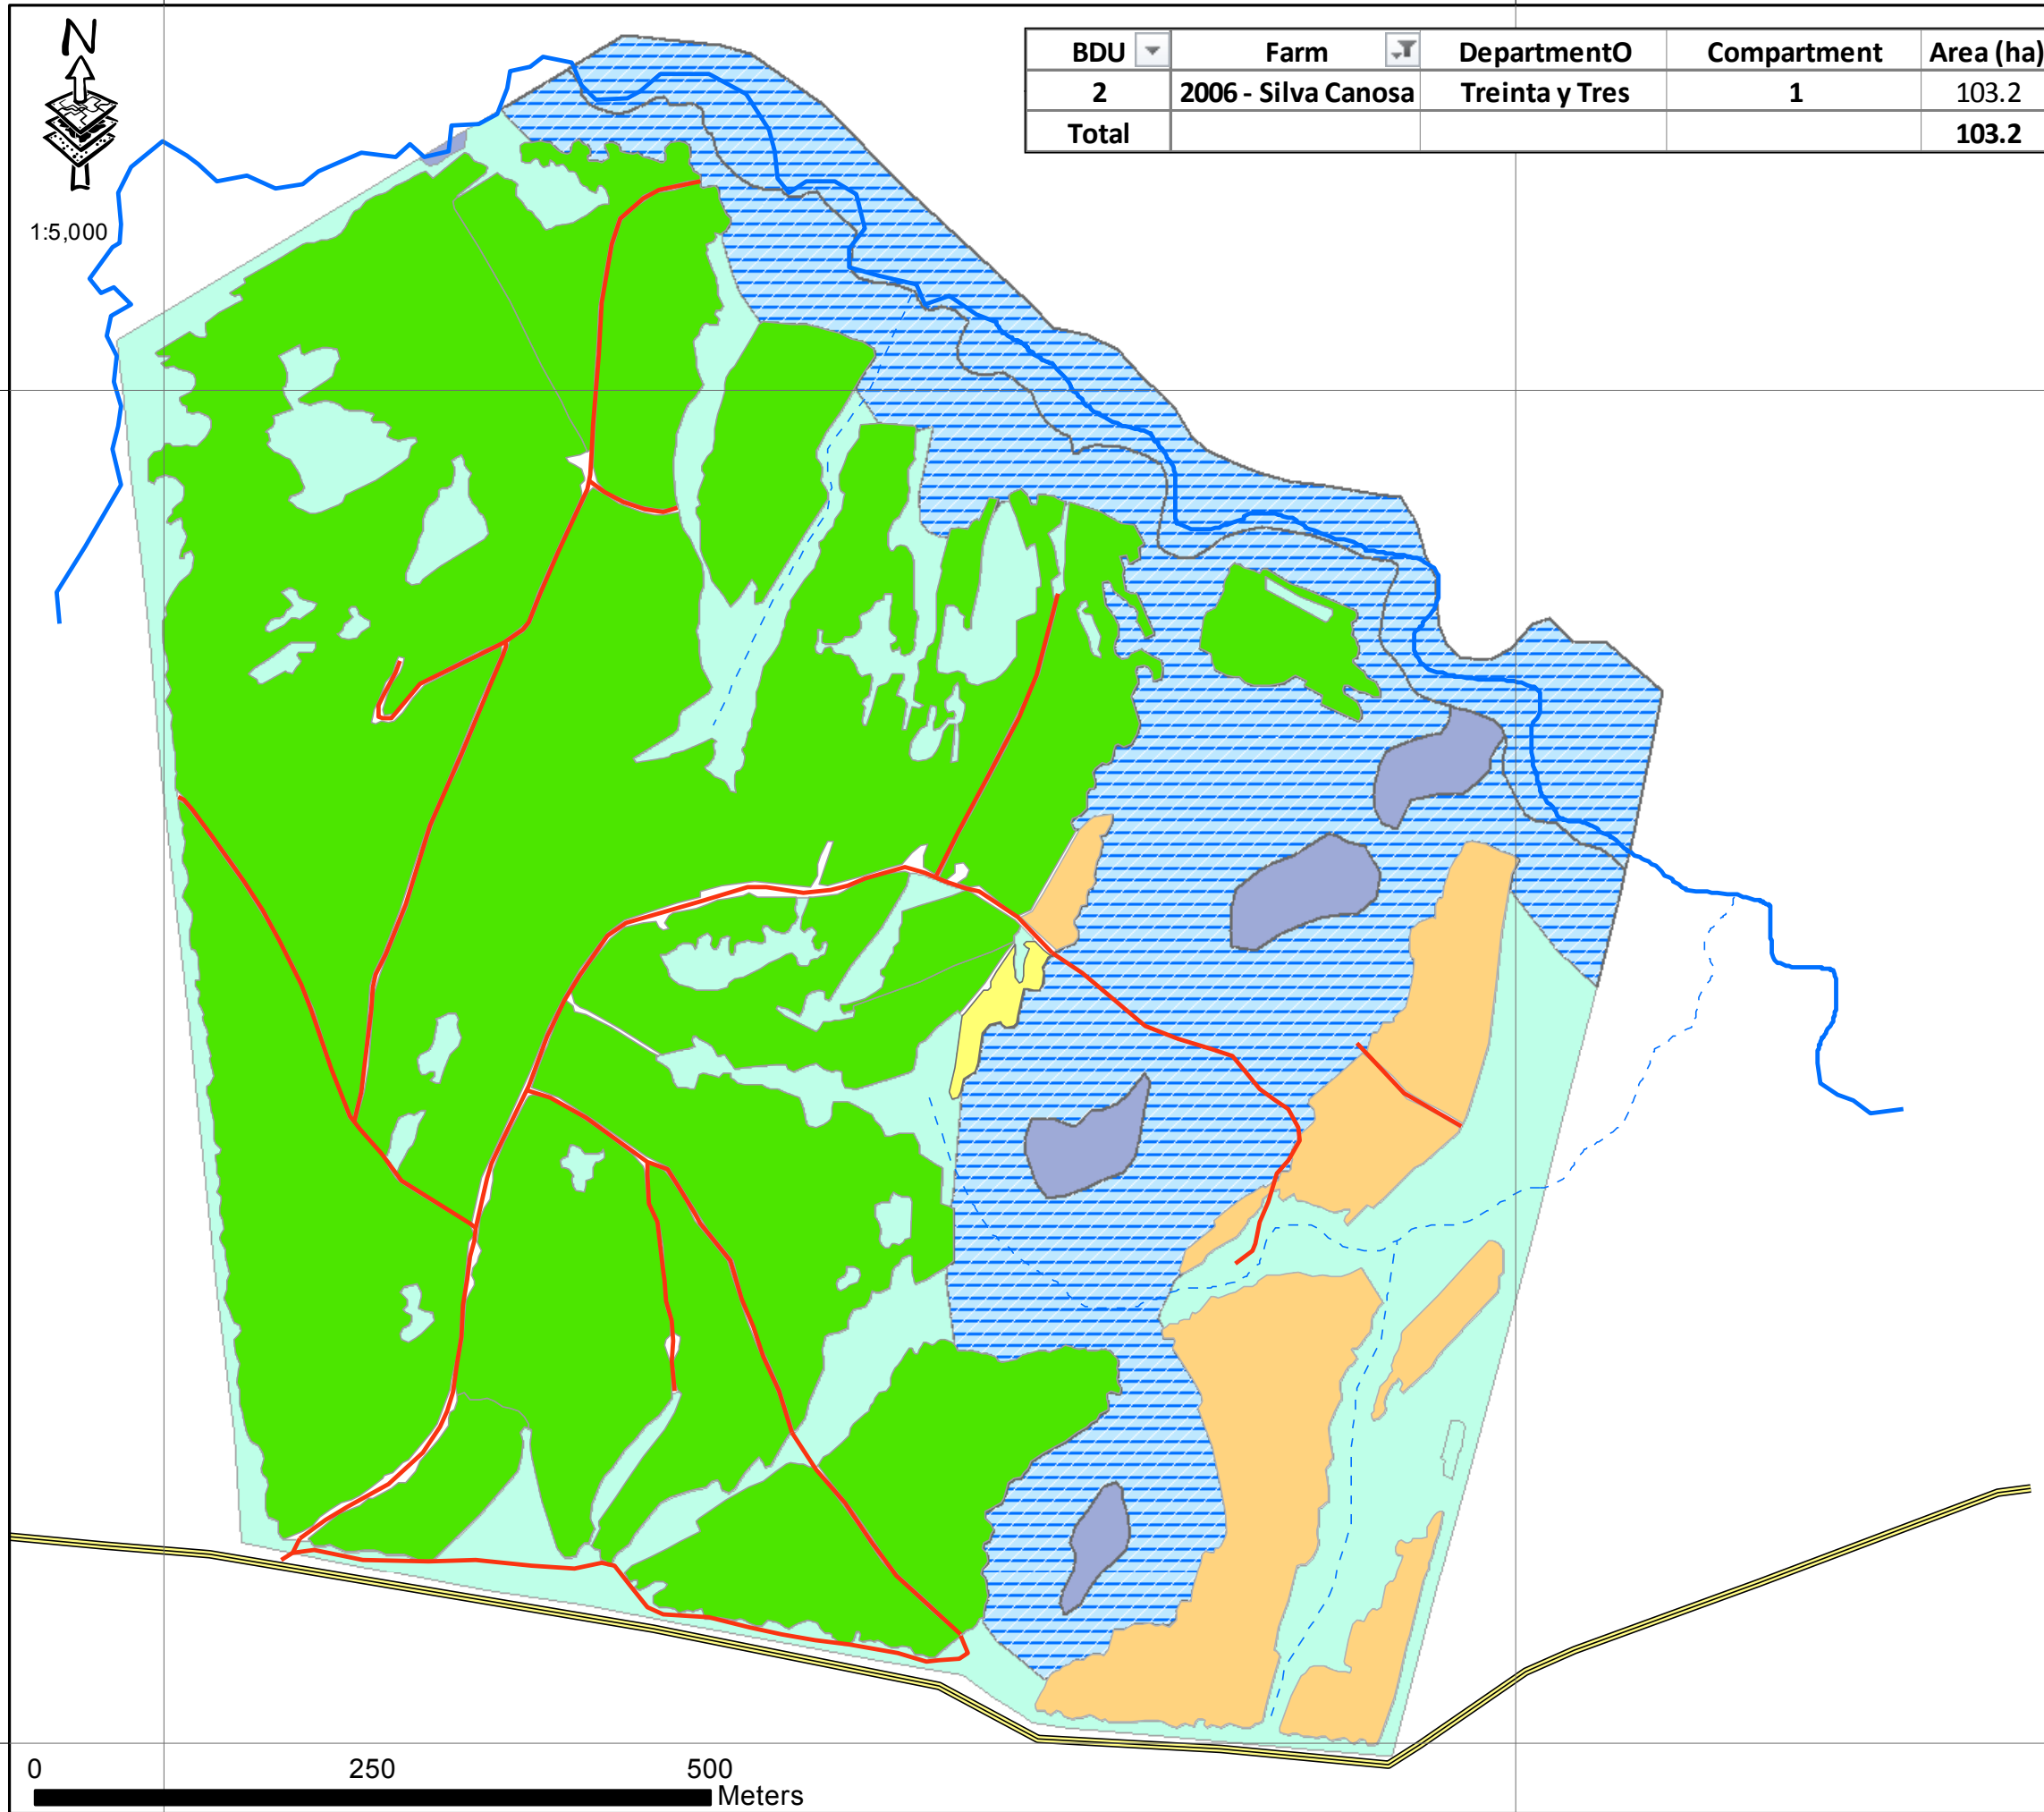 N
1:5,000
BDU Farm DepartmentO Compartment Area (ha)
2 2006 - Silva Canosa Treinta y Tres 1 103.2
Total 103.2
0 250 500
Meters